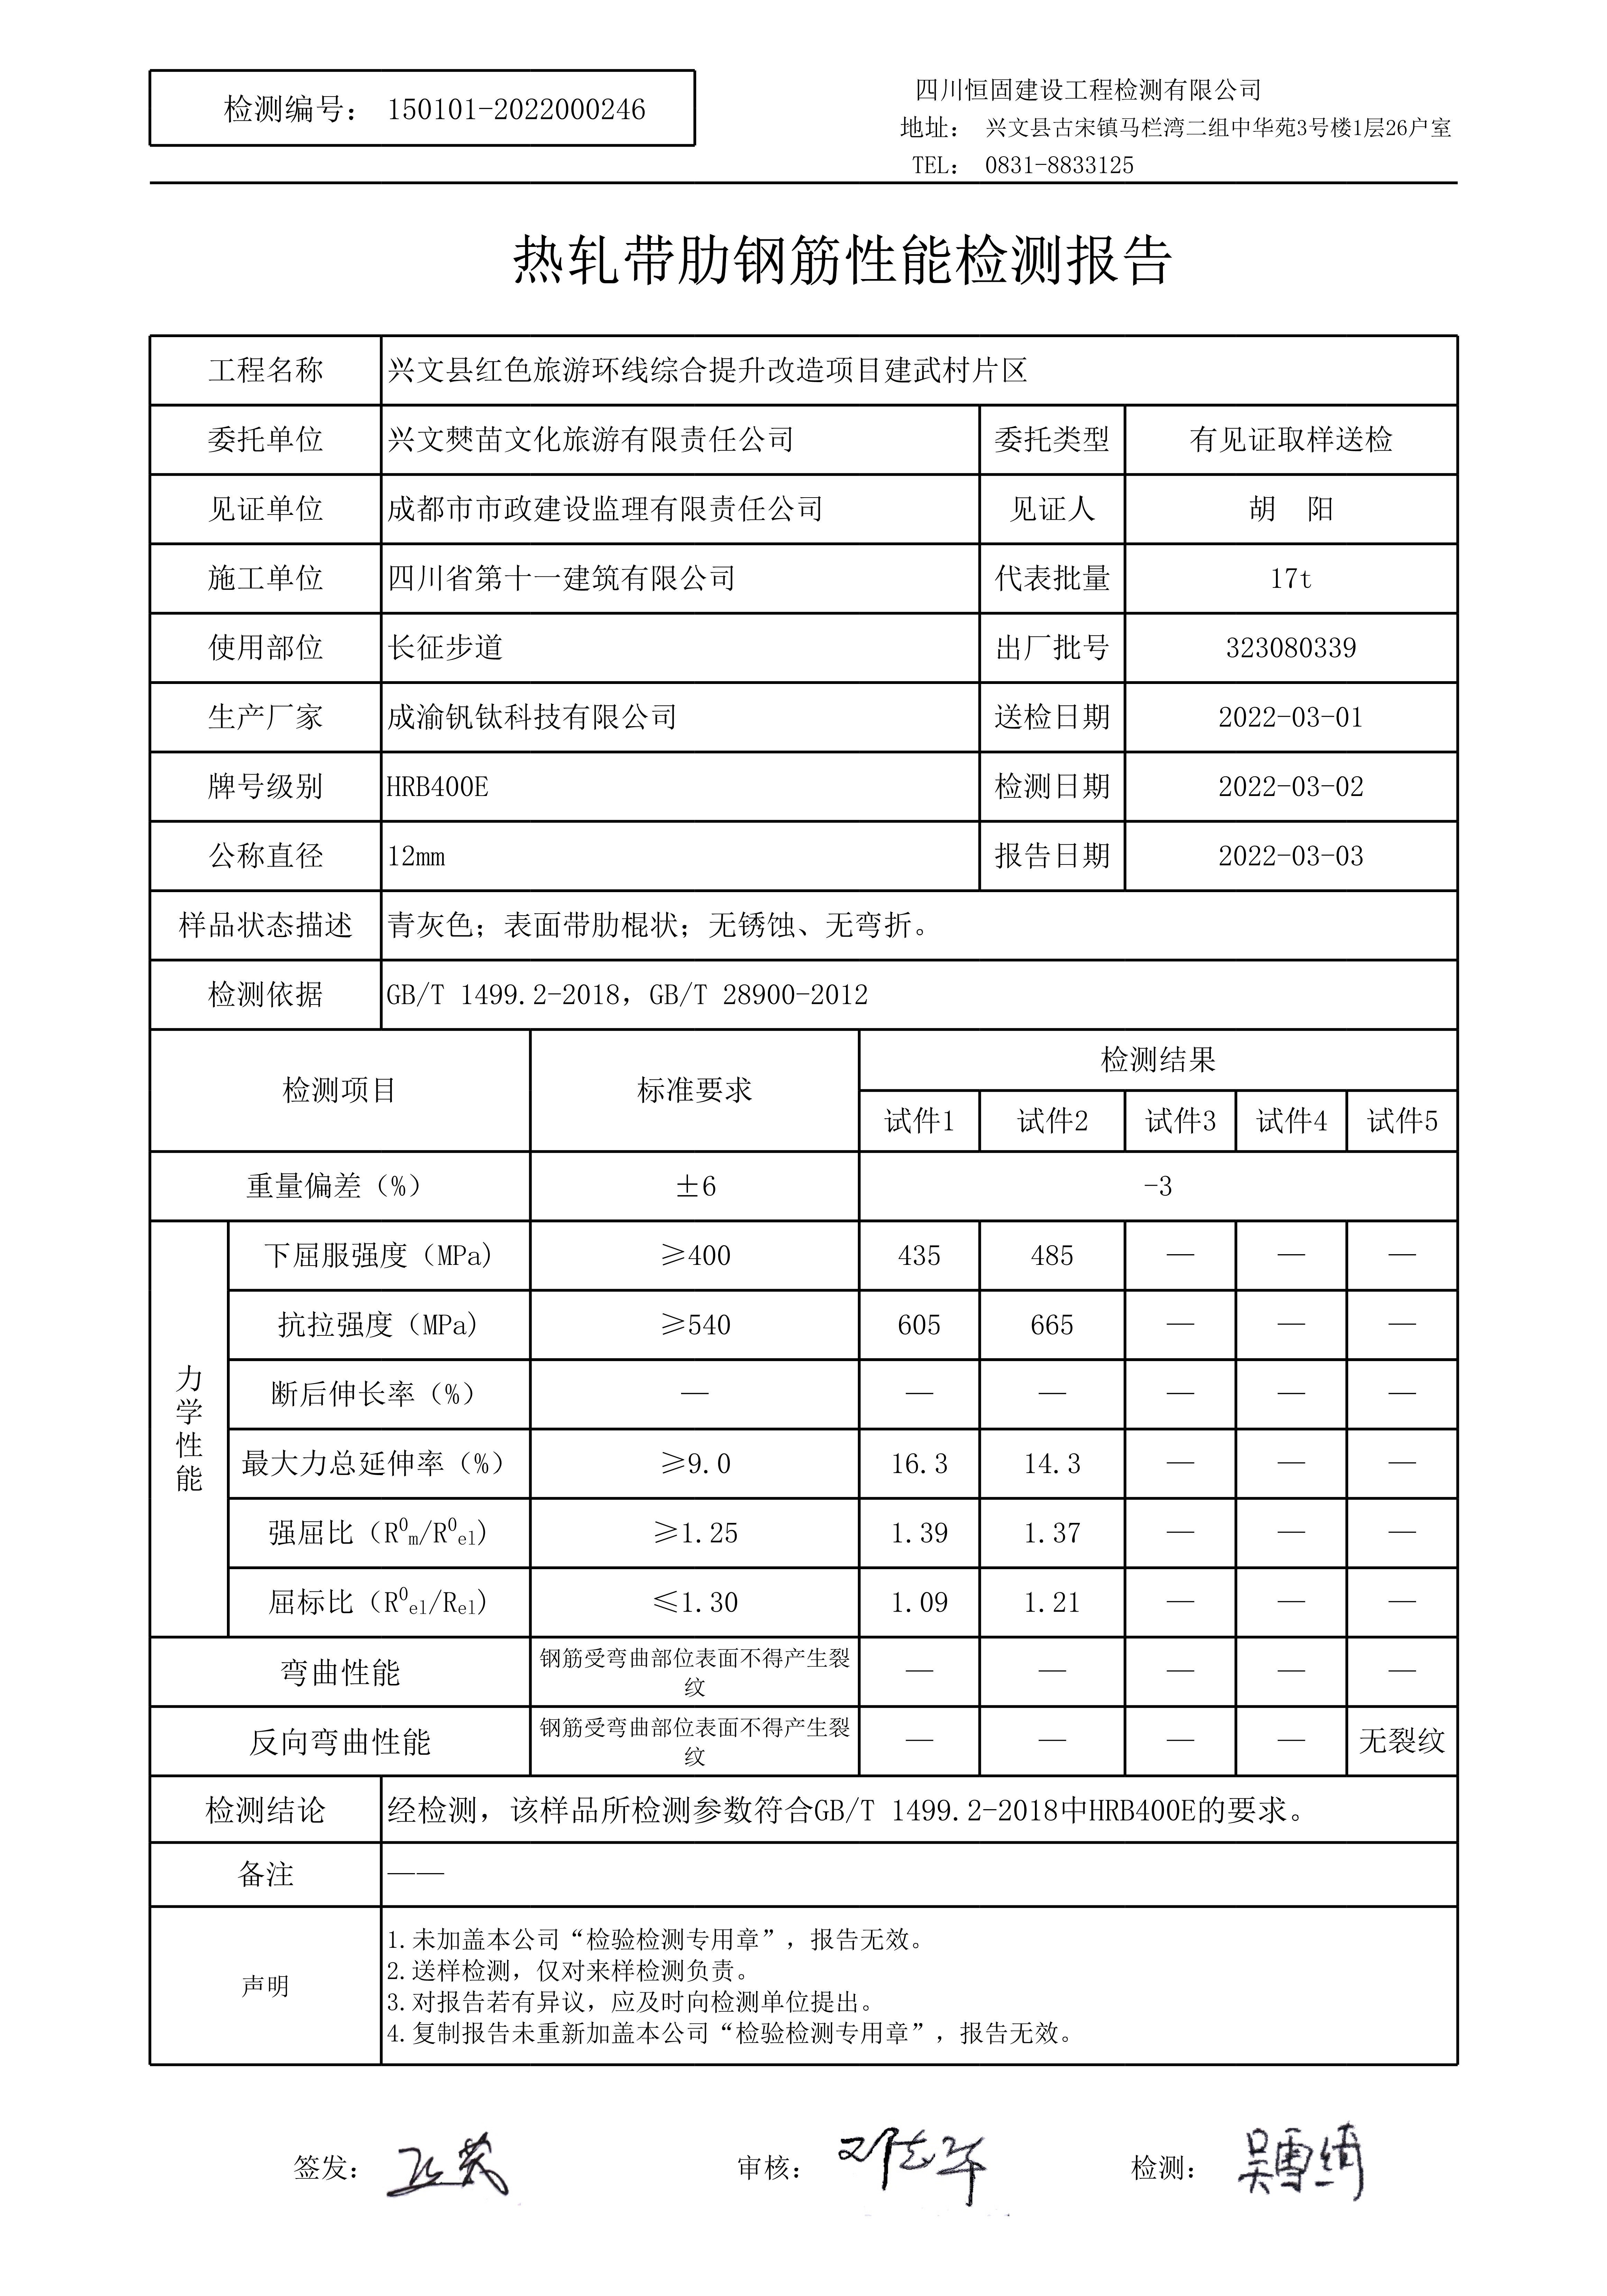 检测编号： 150101-2022000246
四川恒固建设工程检测有限公司
地址： 兴文县古宋镇马栏湾二组中华苑3号楼1层26户室
TEL： 0831-8833125
热轧带肋钢筋性能检测报告
工程名称 兴文县红色旅游环线综合提升改造项目建武村片区
委托单位 兴文僰苗文化旅游有限责任公司 委托类型 有见证取样送检
见证单位 成都市市政建设监理有限责任公司 见证人 胡 阳
施工单位 四川省第十一建筑有限公司 代表批量 17t
使用部位 长征步道 出厂批号 323080339
生产厂家 成渝钒钛科技有限公司 送检日期 2022-03-01
牌号级别 HRB400E 检测日期 2022-03-02
公称直径 12mm 报告日期 2022-03-03
样品状态描述 青灰色；表面带肋棍状；无锈蚀、无弯折。
检测依据 GB/T 1499.2-2018，GB/T 28900-2012
检测项目 标准要求 检测结果
试件1 试件2 试件3 试件4 试件5
重量偏差（%） ±6 -3
力学性能
下屈服强度（MPa) ≥400 435 485 — — —
抗拉强度（MPa) ≥540 605 665 — — —
断后伸长率（%） — — — — — —
最大力总延伸率（%） ≥9.0 16.3 14.3 — — —
强屈比（R⁰m/R⁰el) ≥1.25 1.39 1.37 — — —
屈标比（R⁰el/Rel) ≤1.30 1.09 1.21 — — —
弯曲性能 钢筋受弯曲部位表面不得产生裂
纹 — — — — —
反向弯曲性能 钢筋受弯曲部位表面不得产生裂
纹 — — — — 无裂纹
检测结论 经检测，该样品所检测参数符合GB/T 1499.2-2018中HRB400E的要求。
备注 ——
声明
1.未加盖本公司“检验检测专用章”，报告无效。
2.送样检测，仅对来样检测负责。
3.对报告若有异议，应及时向检测单位提出。
4.复制报告未重新加盖本公司“检验检测专用章”，报告无效。
签发： 审核： 检测： 吴雪绮